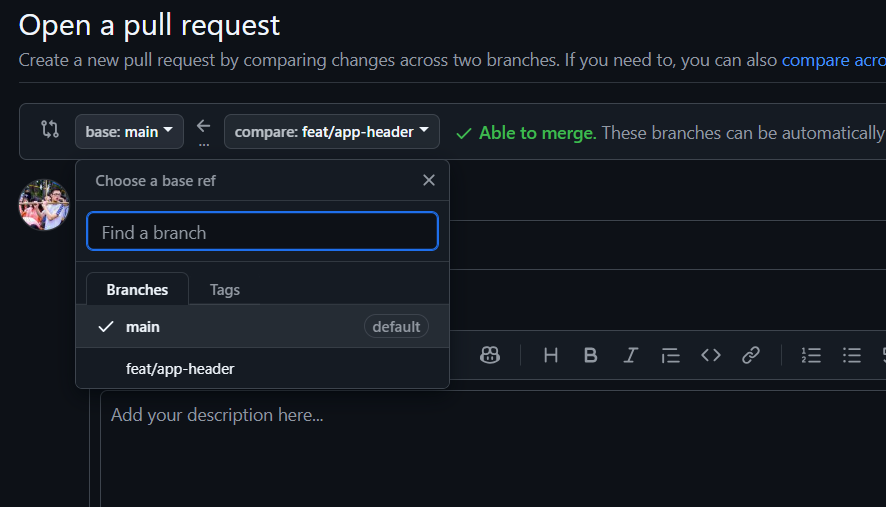 Open a pull request
Create a new pull request by comparing changes across two branches. If you need to, you can also compare acro
base: main
...
compare: feat/app-header
Able to merge. These branches can be automatically
Choose a base ref
Find a branch
Branches
Tags
main
default
feat/app-header
H B I
Add your description here...